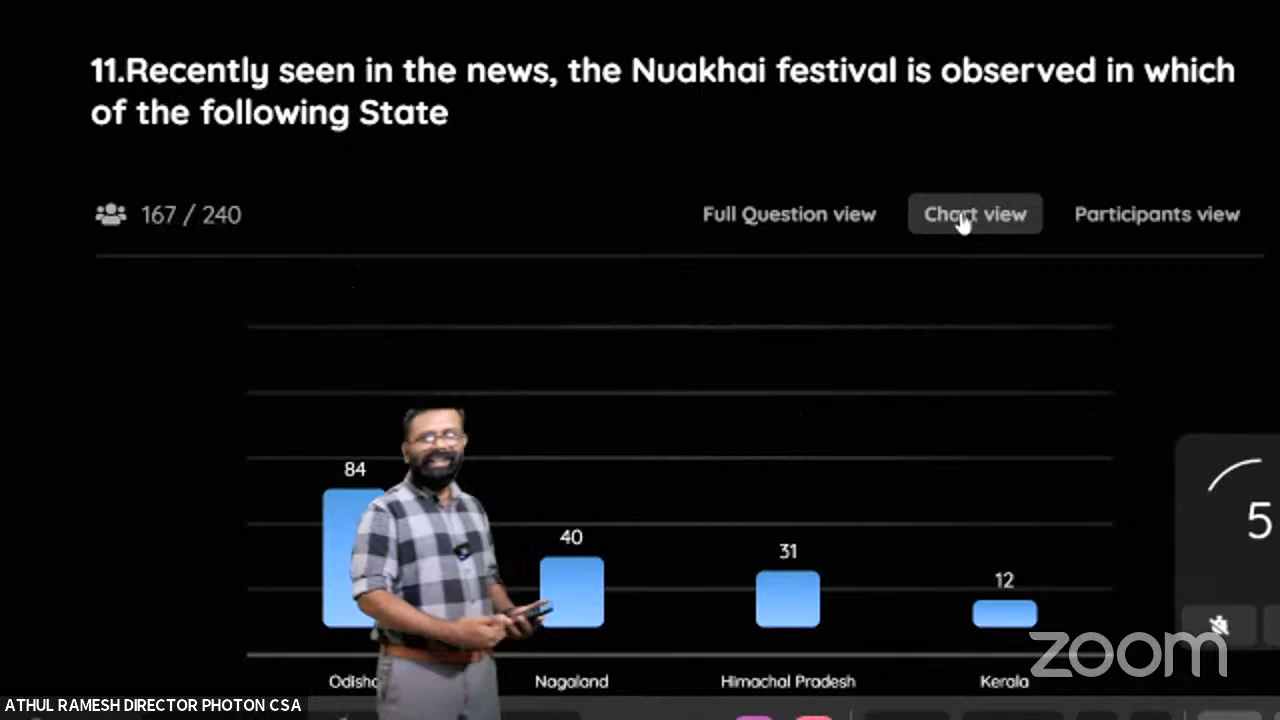 11.Recently seen in the news, the Nuakhai festival is observed in which
of the following State
167 / 240
Full Question view
Chart view
Participants view
84
40
31
12
5
Odisha
Nagaland
Himachal Pradesh
Kerala
zoom
ATHUL RAMESH DIRECTOR PHOTON CSA